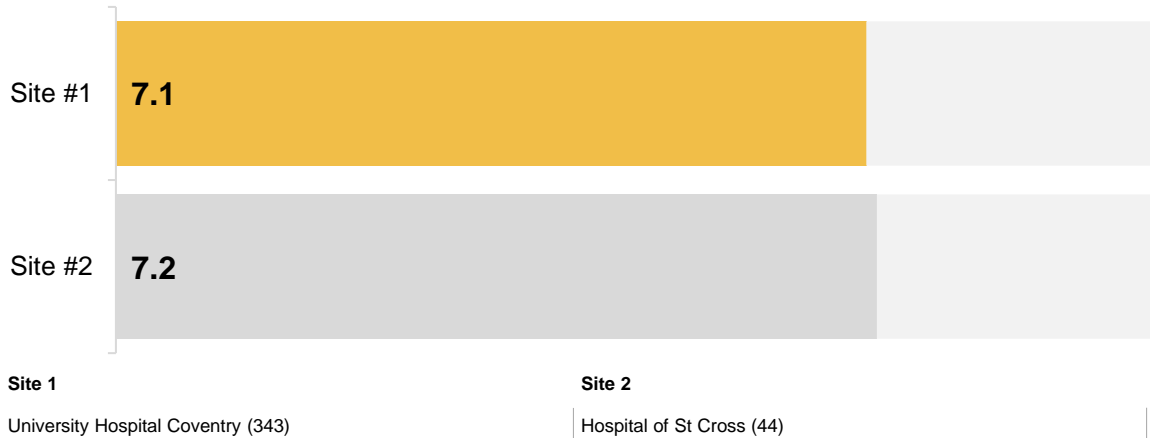 Site #1 7.1
Site #2 7.2
Site 1 Site 2
University Hospital Coventry (343) Hospital of St Cross (44)